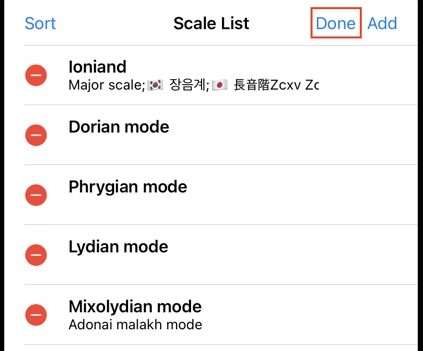 Sort Scale List Done Add
Ioniand
Major scale;🇰🇷 장음계;🇯🇵 長音階Zcxv Zc
Dorian mode
Phrygian mode
Lydian mode
Mixolydian mode
Adonai malakh mode